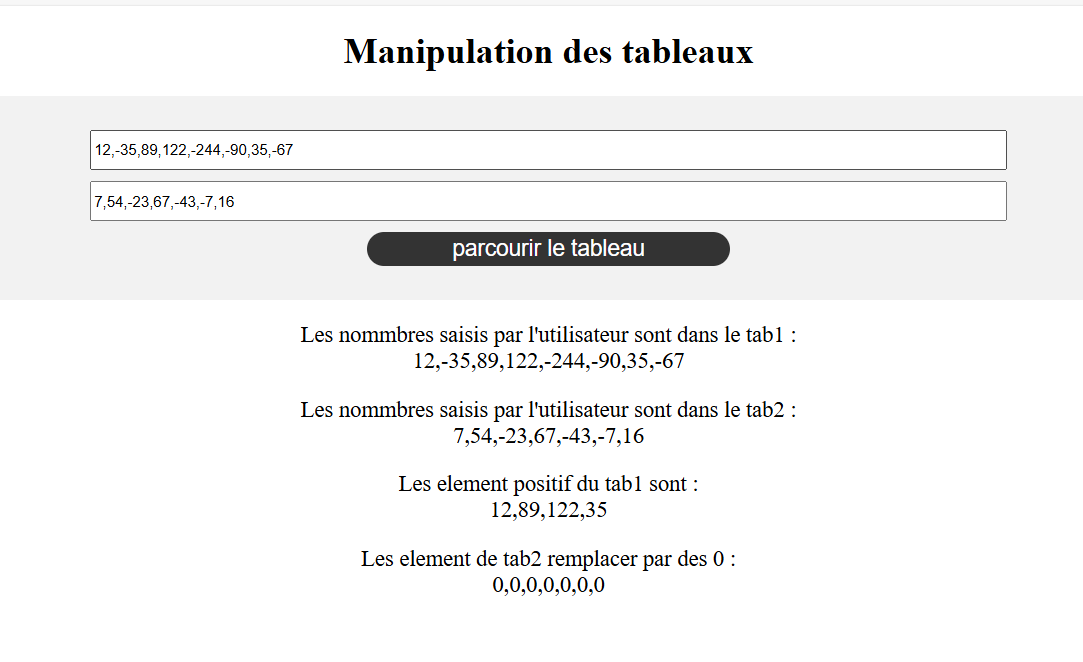 Manipulation des tableaux
12,-35,89,122,-244,-90,35,-67
7,54,-23,67,-43,-7,16
parcourir le tableau
Les nommbres saisis par l'utilisateur sont dans le tab1 :
12,-35,89,122,-244,-90,35,-67
Les nommbres saisis par l'utilisateur sont dans le tab2 :
7,54,-23,67,-43,-7,16
Les element positif du tab1 sont :
12,89,122,35
Les element de tab2 remplacer par des 0 :
0,0,0,0,0,0,0